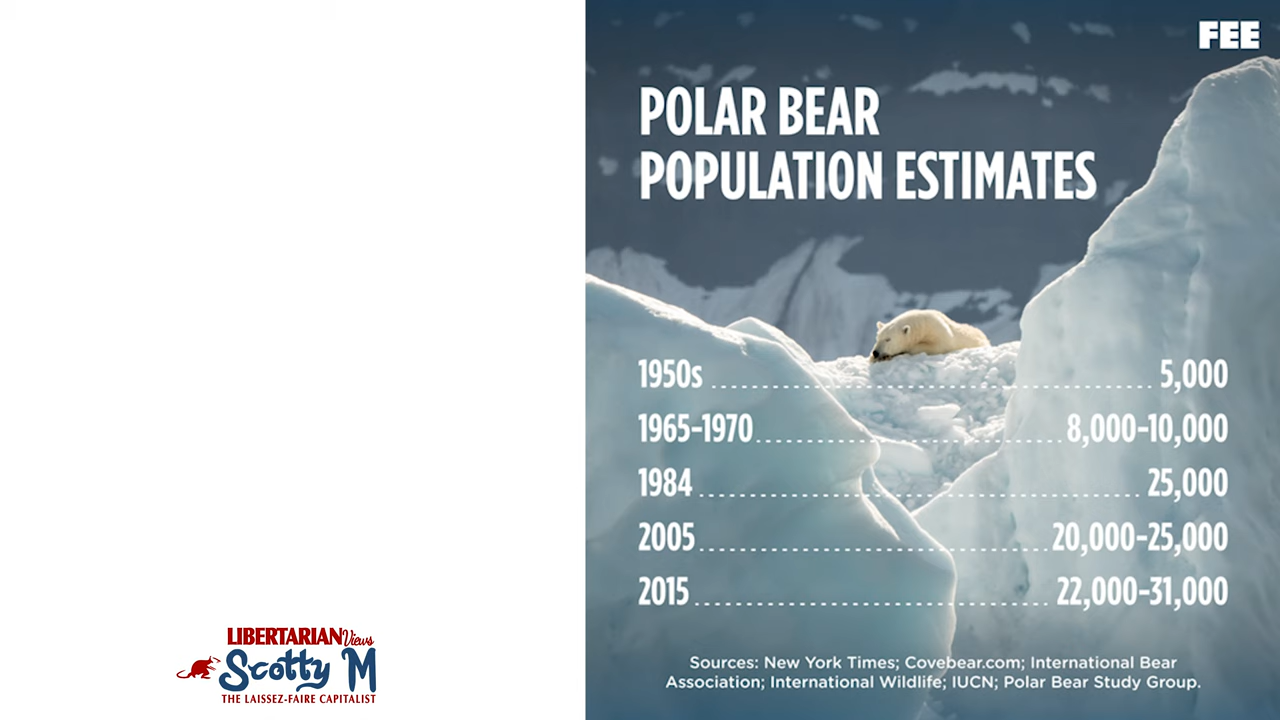 FEE
POLAR BEAR
POPULATION ESTIMATES
1950s 5,000
1965-1970 8,000-10,000
1984 25,000
2005 20,000-25,000
2015 22,000-31,000
Sources: New York Times; Covebear.com; International Bear
Association; International Wildlife; IUCN; Polar Bear Study Group.
LIBERTARIAN Views
Scotty M
THE LAISSEZ-FAIRE CAPITALIST